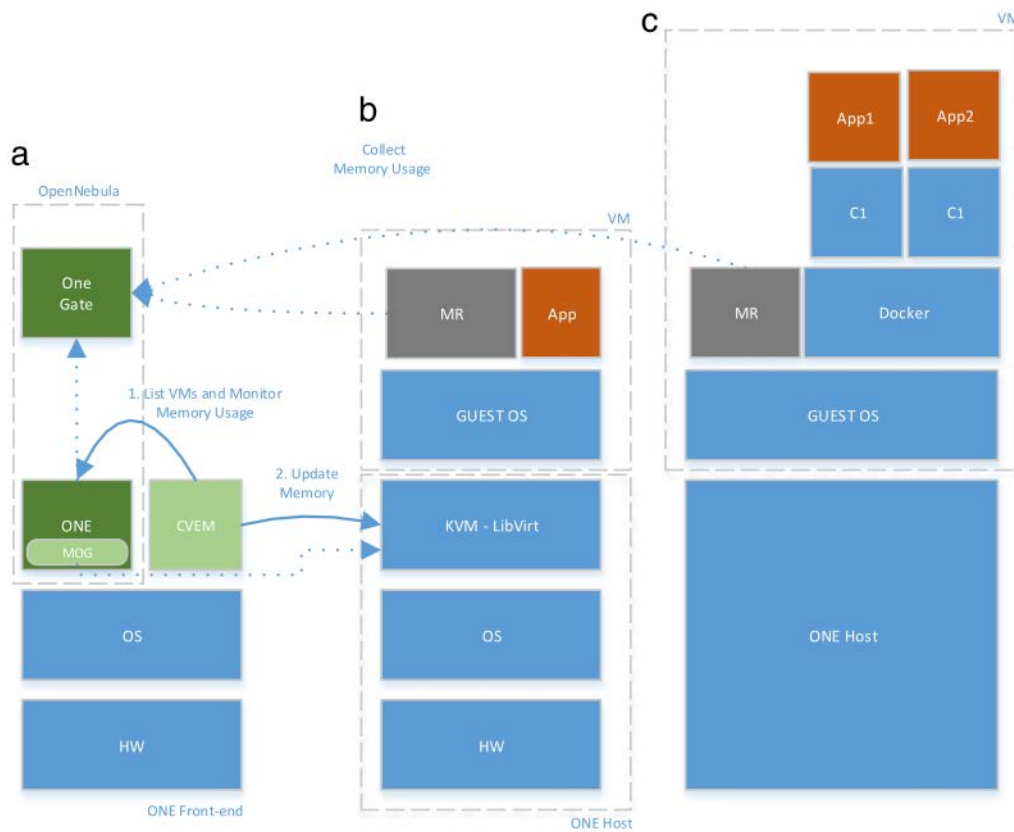 a
OpenNebula
One
Gate
1. List VMs and Monitor
Memory Usage
ONE
MOG
CVEM
OS
HW
ONE Front-end
b
Collect
Memory Usage
VM
MR
App
GUEST OS
2. Update
Memory
KVM - LibVirt
OS
HW
ONE Host
c
VM
App1
App2
C1
C1
MR
Docker
GUEST OS
ONE Host